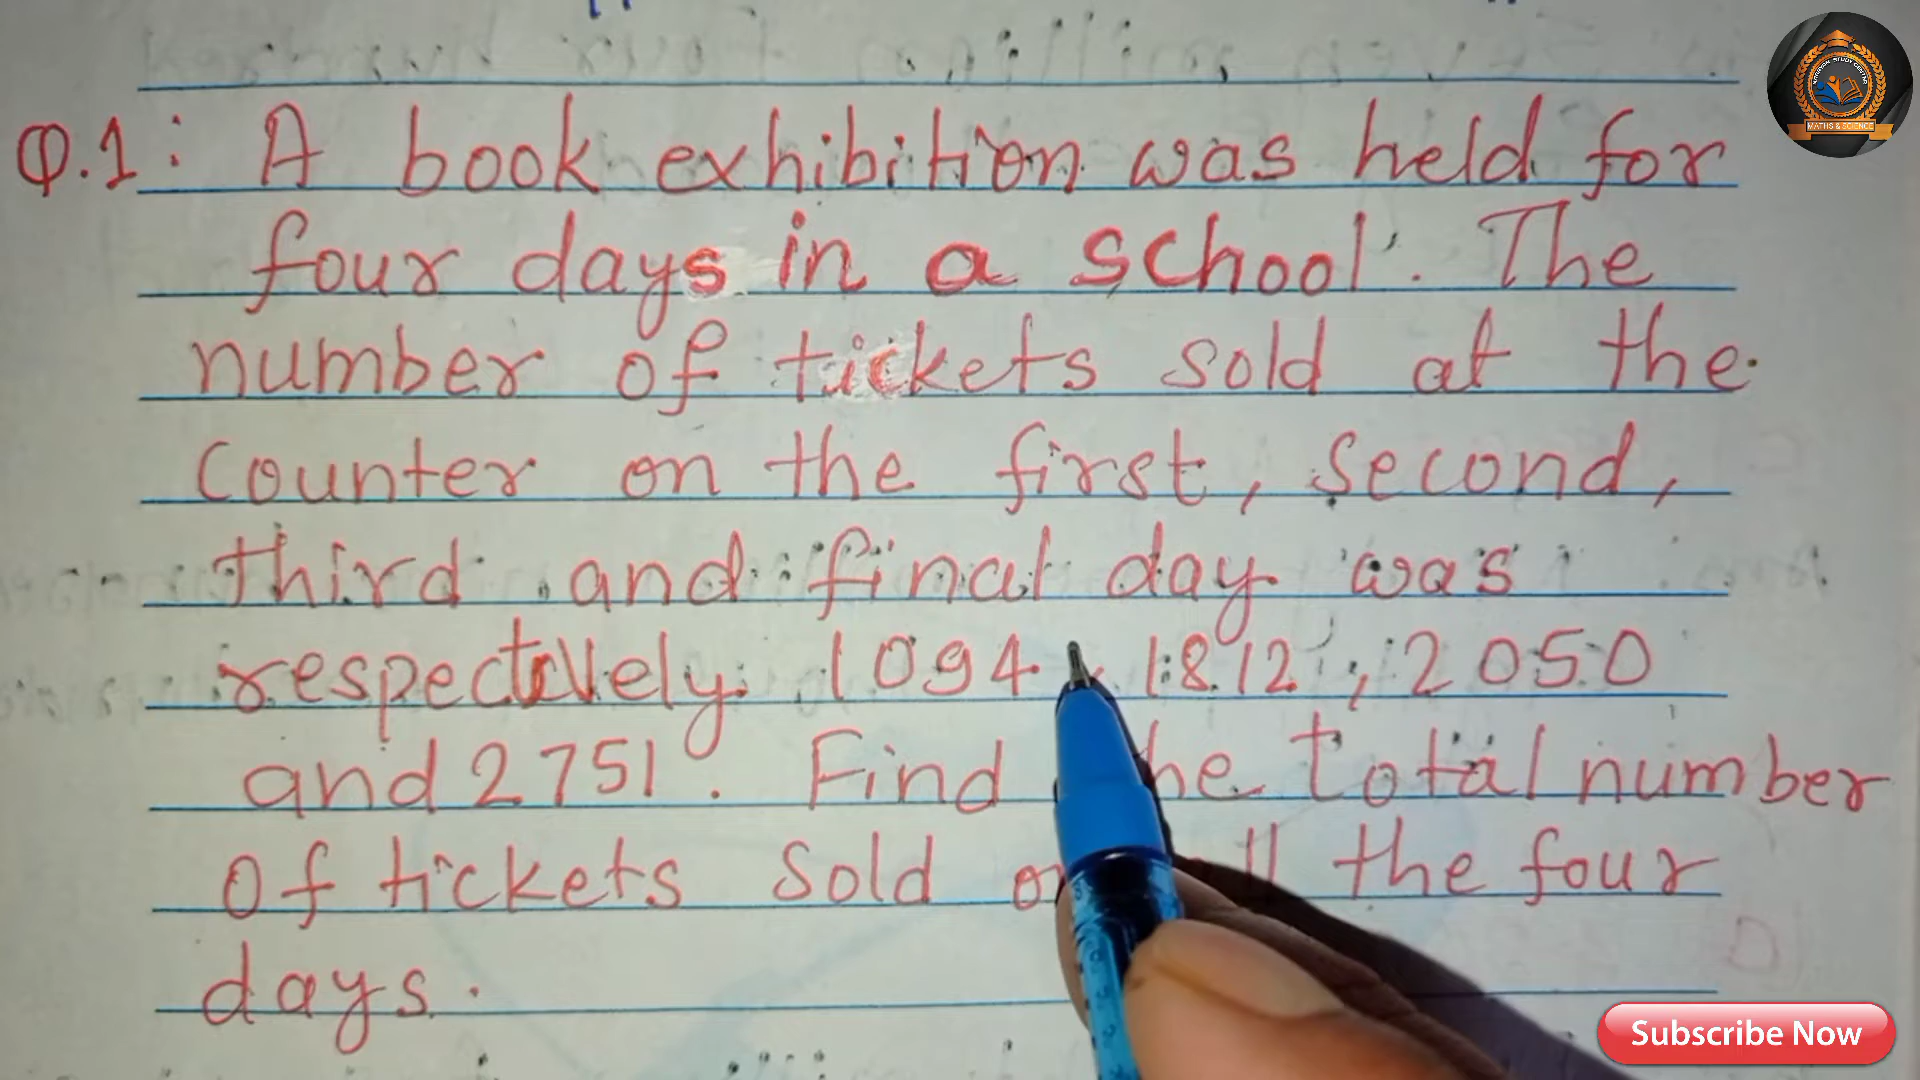 Q.1: A book exhibition was held for
four days in a school. The
number of tickets sold at the
counter on the first, second,
third and final day was
respectively 1094, 1812, 2050
and 2751. Find the total number
of tickets sold on all the four
days.
MATHS & SCIENCE
Subscribe Now